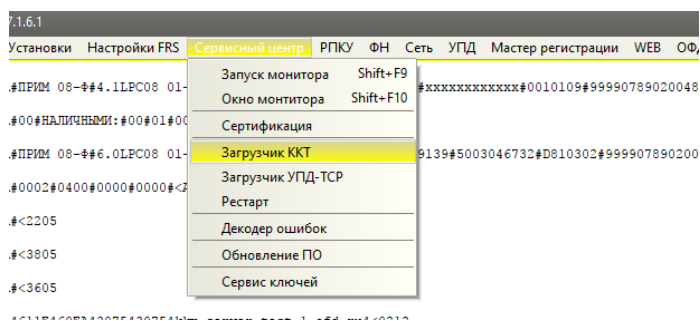 7.1.6.1
Установки Настройки FRS Сервисный центр РПКУ ФН Сеть УПД Мастер регистрации WEB
Запуск монитора Shift+F9
.#ПРИМ 08-Ф#4.1LPC08 01- #xxxxxxxxxxxx#0010109#99990789020048
Окно монтитора Shift+F10
.#00#НАЛИЧНЫМИ:#00#01#00
Сертификация
.#ПРИМ 08-Ф#6.0LPC08 01- Загрузчик ККТ 9139#5003046732#D810302#999907890200
Загрузчик УПД-TCP
.#0002#0400#0000#0000#<
Рестарт
.#<2205
Декодер ошибок
.#<3805
Обновление ПО
.#<3605
Сервис ключей